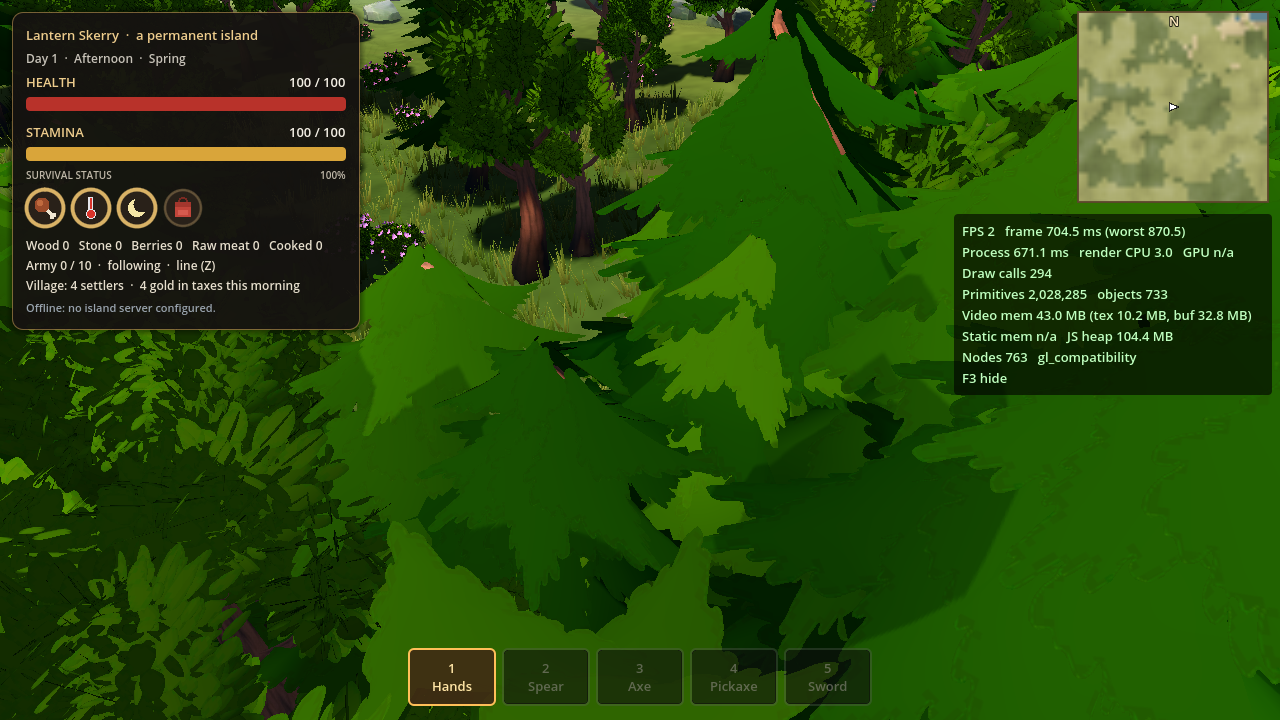 Lantern Skerry · a permanent island
Day 1 · Afternoon · Spring
HEALTH 100 / 100
STAMINA 100 / 100
SURVIVAL STATUS 100%
Wood 0 Stone 0 Berries 0 Raw meat 0 Cooked 0
Army 0 / 10 · following · line (Z)
Village: 4 settlers · 4 gold in taxes this morning
Offline: no island server configured.
N
FPS 2 frame 704.5 ms (worst 870.5)
Process 671.1 ms render CPU 3.0 GPU n/a
Draw calls 294
Primitives 2,028,285 objects 733
Video mem 43.0 MB (tex 10.2 MB, buf 32.8 MB)
Static mem n/a JS heap 104.4 MB
Nodes 763 gl_compatibility
F3 hide
1 Hands
2 Spear
3 Axe
4 Pickaxe
5 Sword